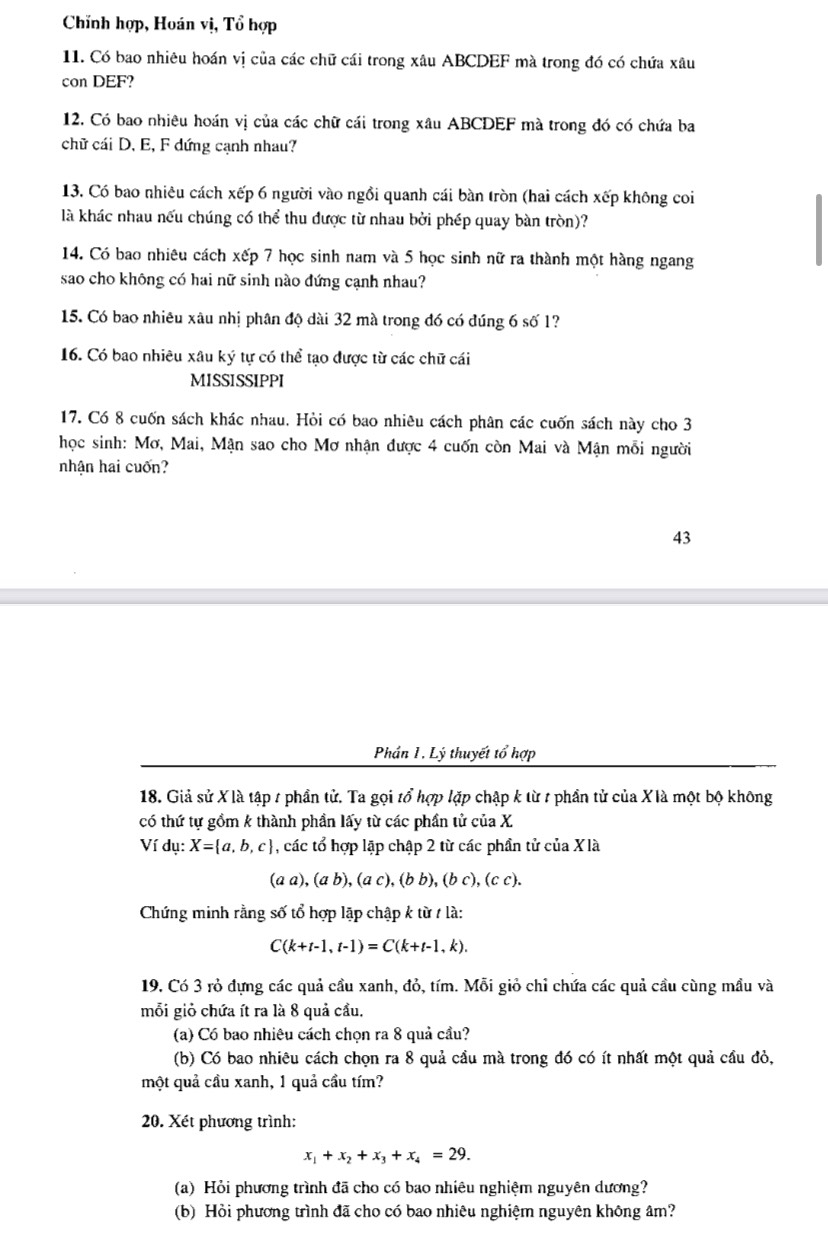 Chỉnh hợp, Hoán vị, Tổ hợp
11. Có bao nhiêu hoán vị của các chữ cái trong xâu ABCDEF mà trong đó có chứa xâu
con DEF?
12. Có bao nhiêu hoán vị của các chữ cái trong xâu ABCDEF mà trong đó có chứa ba
chữ cái D, E, F đứng cạnh nhau?
13. Có bao nhiêu cách xếp 6 người vào ngồi quanh cái bàn tròn (hai cách xếp không coi
là khác nhau nếu chúng có thể thu được từ nhau bởi phép quay bàn tròn)?
14. Có bao nhiêu cách xếp 7 học sinh nam và 5 học sinh nữ ra thành một hàng ngang
sao cho không có hai nữ sinh nào đứng cạnh nhau?
15. Có bao nhiêu xâu nhị phân độ dài 32 mà trong đó có đúng 6 số 1?
16. Có bao nhiêu xâu ký tự có thể tạo được từ các chữ cái
MISSISSIPPI
17. Có 8 cuốn sách khác nhau. Hỏi có bao nhiêu cách phân các cuốn sách này cho 3
học sinh: Mơ, Mai, Mận sao cho Mơ nhận được 4 cuốn còn Mai và Mận mỗi người
nhận hai cuốn?
43
Phần 1. Lý thuyết tổ hợp
18. Giả sử X là tập t phần tử. Ta gọi tổ hợp lặp chập k từ t phần tử của X là một bộ không
có thứ tự gồm k thành phần lấy từ các phần tử của X.
Ví dụ: X={a, b, c}, các tổ hợp lặp chập 2 từ các phần tử của X là
(a a), (a b), (a c), (b b), (b c), (c c).
Chứng minh rằng số tổ hợp lặp chập k từ t là:
C(k+t-1, t-1) = C(k+t-1, k).
19. Có 3 rỏ đựng các quả cầu xanh, đỏ, tím. Mỗi giỏ chỉ chứa các quả cầu cùng mầu và
mỗi giỏ chứa ít ra là 8 quả cầu.
(a) Có bao nhiêu cách chọn ra 8 quả cầu?
(b) Có bao nhiêu cách chọn ra 8 quả cầu mà trong đó có ít nhất một quả cầu đỏ,
một quả cầu xanh, 1 quả cầu tím?
20. Xét phương trình:
x₁ + x₂ + x₃ + x₄ = 29.
(a) Hỏi phương trình đã cho có bao nhiêu nghiệm nguyên dương?
(b) Hỏi phương trình đã cho có bao nhiêu nghiệm nguyên không âm?